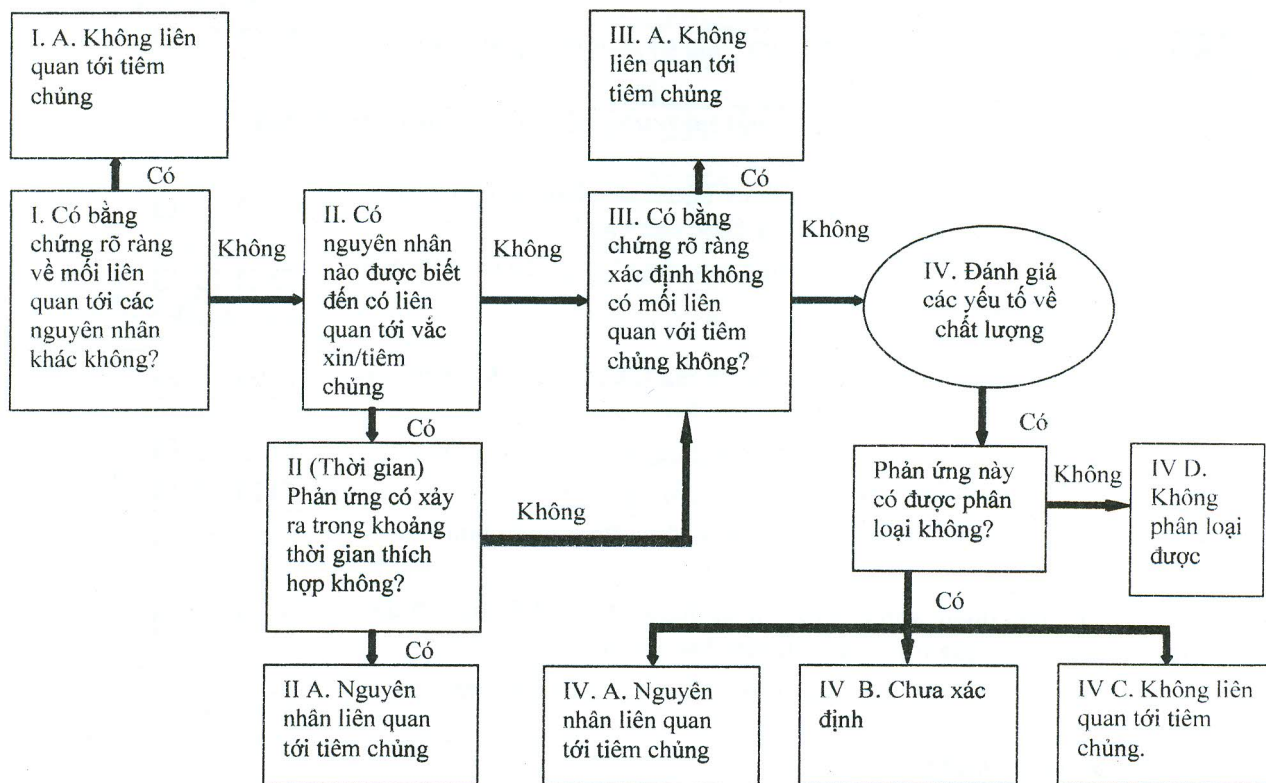 I. A. Không liên
quan tới tiêm
chủng
III. A. Không
liên quan tới
tiêm chủng
Có
Có
I. Có bằng
chứng rõ ràng
về mối liên
quan tới các
nguyên nhân
khác không?
Không
II. Có
nguyên nhân
nào được biết
đến có liên
quan tới vắc
xin/tiêm
chủng
Không
III. Có bằng
chứng rõ ràng
xác định không
có mối liên
quan với tiêm
chủng không?
Không
IV. Đánh giá
các yếu tố về
chất lượng
Có
Có
II (Thời gian)
Phản ứng có xảy
ra trong khoảng
thời gian thích
hợp không?
Không
Phản ứng này
có được phân
loại không?
Không
IV D.
Không
phân loại
được
Có
Có
II A. Nguyên
nhân liên quan
tới tiêm chủng
IV. A. Nguyên
nhân liên quan
tới tiêm chủng
IV B. Chưa xác
định
IV C. Không liên
quan tới tiêm
chủng.